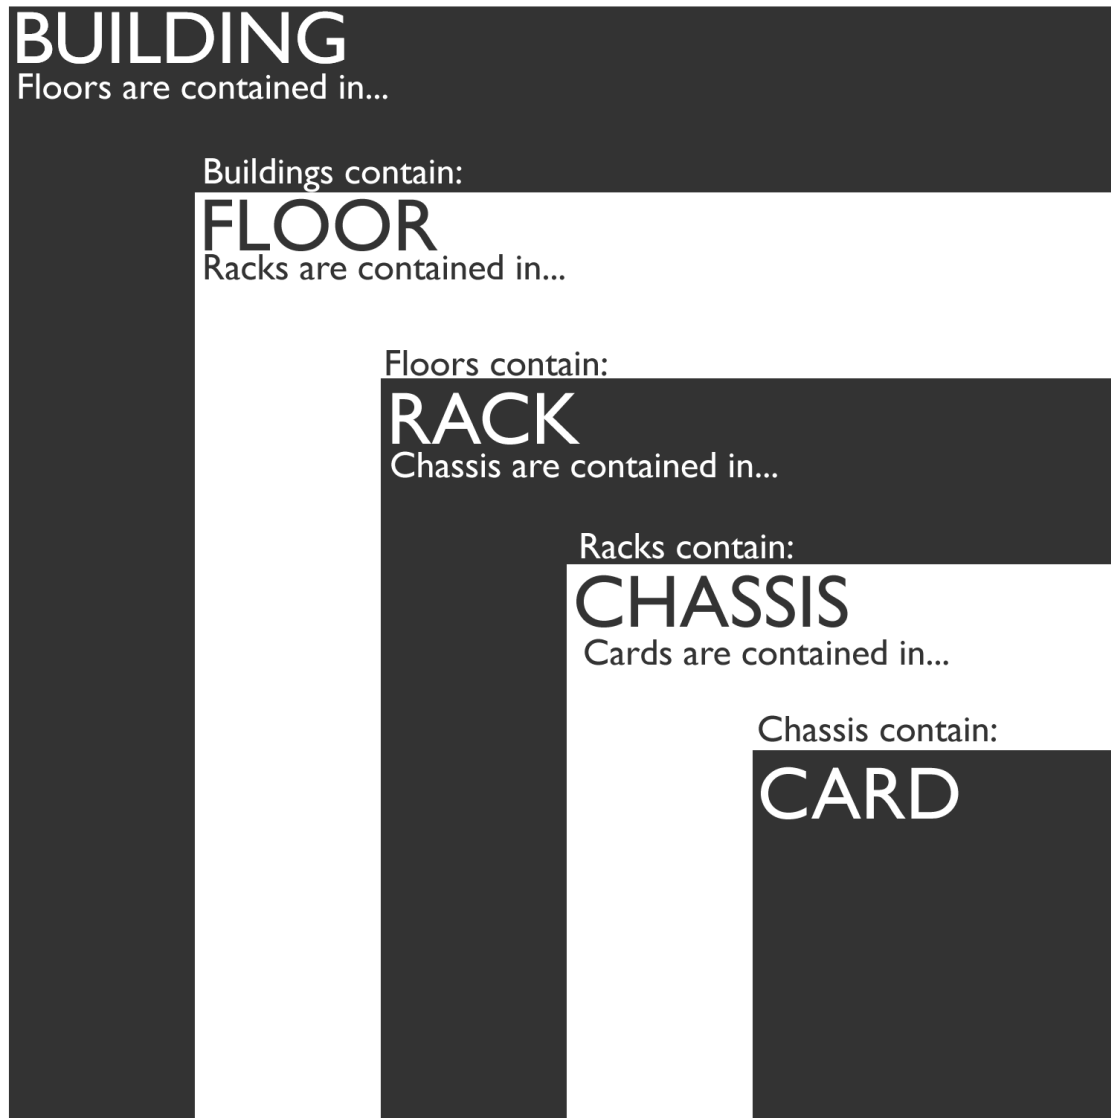 BUILDING
Floors are contained in...
Buildings contain:
FLOOR
Racks are contained in...
Floors contain:
RACK
Chassis are contained in...
Racks contain:
CHASSIS
Cards are contained in...
Chassis contain:
CARD